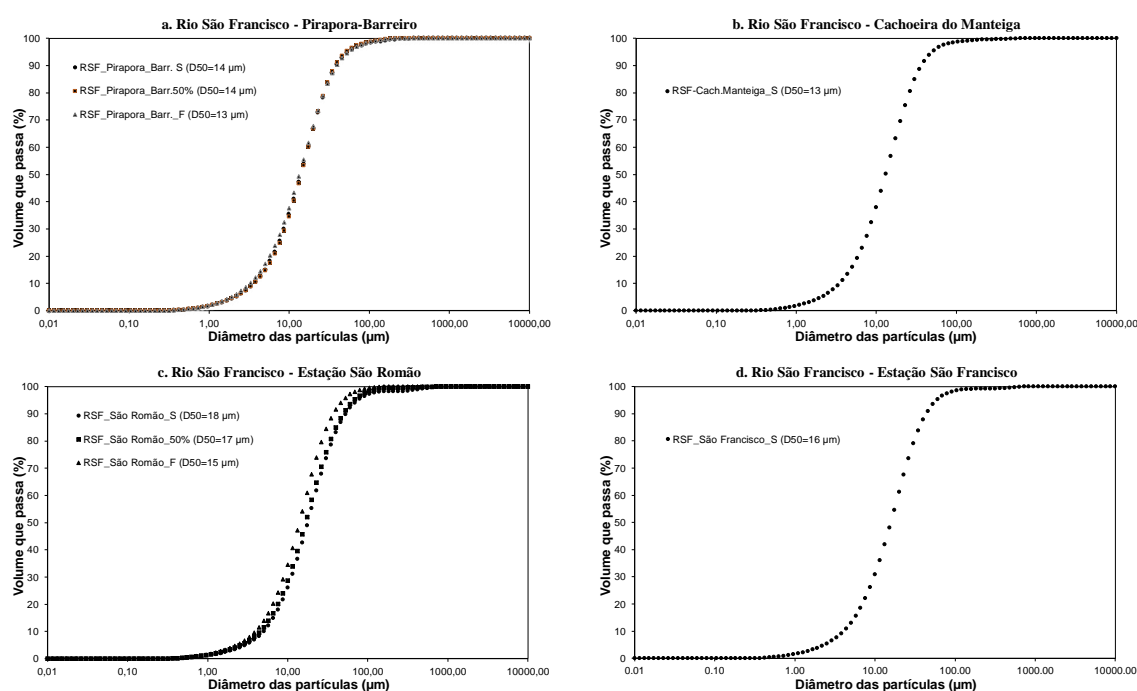 a. Rio São Francisco - Pirapora-Barreiro
100
90
80
70
60
50
40
30
20
10
0
Volume que passa (%)
RSF_Pirapora_Barr. S (D50=14 µm)
RSF_Pirapora_Barr.50% (D50=14 µm)
RSF_Pirapora_Barr._F (D50=13 µm)
0,01 0,10 1,00 10,00 100,00 1000,00 10000,00
Diâmetro das partículas (µm)
b. Rio São Francisco - Cachoeira do Manteiga
100
90
80
70
60
50
40
30
20
10
0
Volume que passa (%)
RSF-Cach.Manteiga_S (D50=13 µm)
0,01 0,10 1,00 10,00 100,00 1000,00 10000,00
Diâmetro das partículas (µm)
c. Rio São Francisco - Estação São Romão
100
90
80
70
60
50
40
30
20
10
0
Volume que passa (%)
RSF_São Romão_S (D50=18 µm)
RSF_São Romão_50% (D50=17 µm)
RSF_São Romão_F (D50=15 µm)
0,01 0,10 1,00 10,00 100,00 1000,00 10000,00
Diâmetro das partículas (µm)
d. Rio São Francisco - Estação São Francisco
100
90
80
70
60
50
40
30
20
10
0
Volume que passa (%)
RSF_São Francisco_S (D50=16 µm)
0,01 0,10 1,00 10,00 100,00 1000,00 10000,00
Diâmetro das partículas (µm)